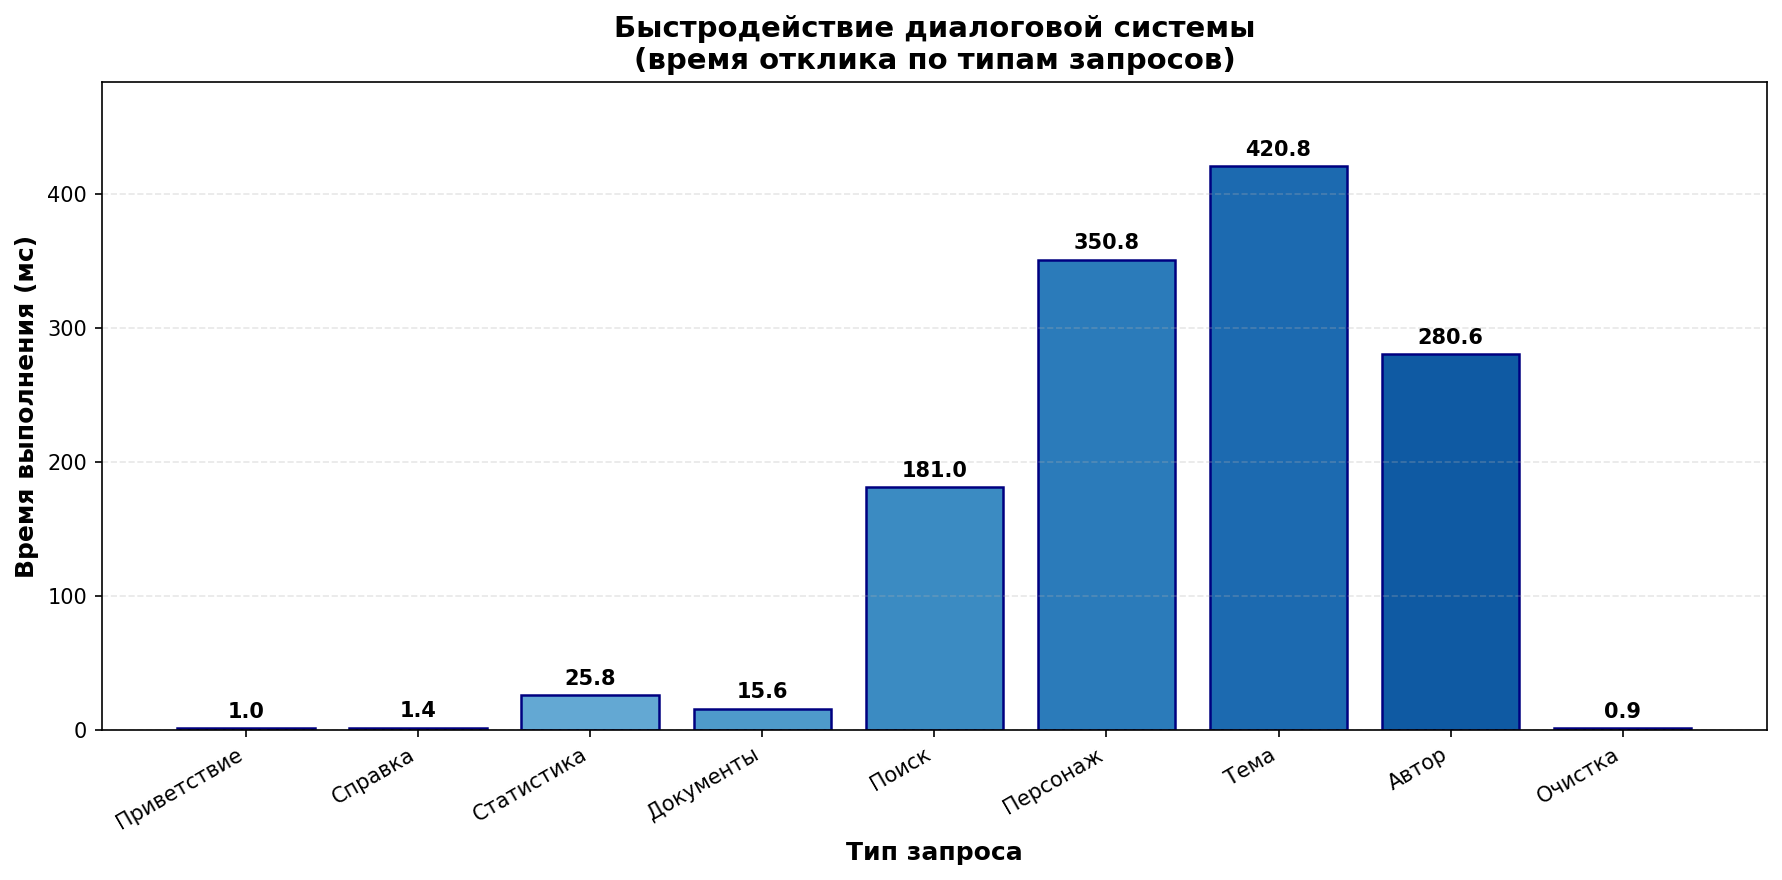 Быстродействие диалоговой системы
(время отклика по типам запросов)
Время выполнения (мс)
400
300
200
100
0
1.0
1.4
25.8
15.6
181.0
350.8
420.8
280.6
0.9
Приветствие
Справка
Статистика
Документы
Поиск
Персонаж
Тема
Автор
Очистка
Тип запроса